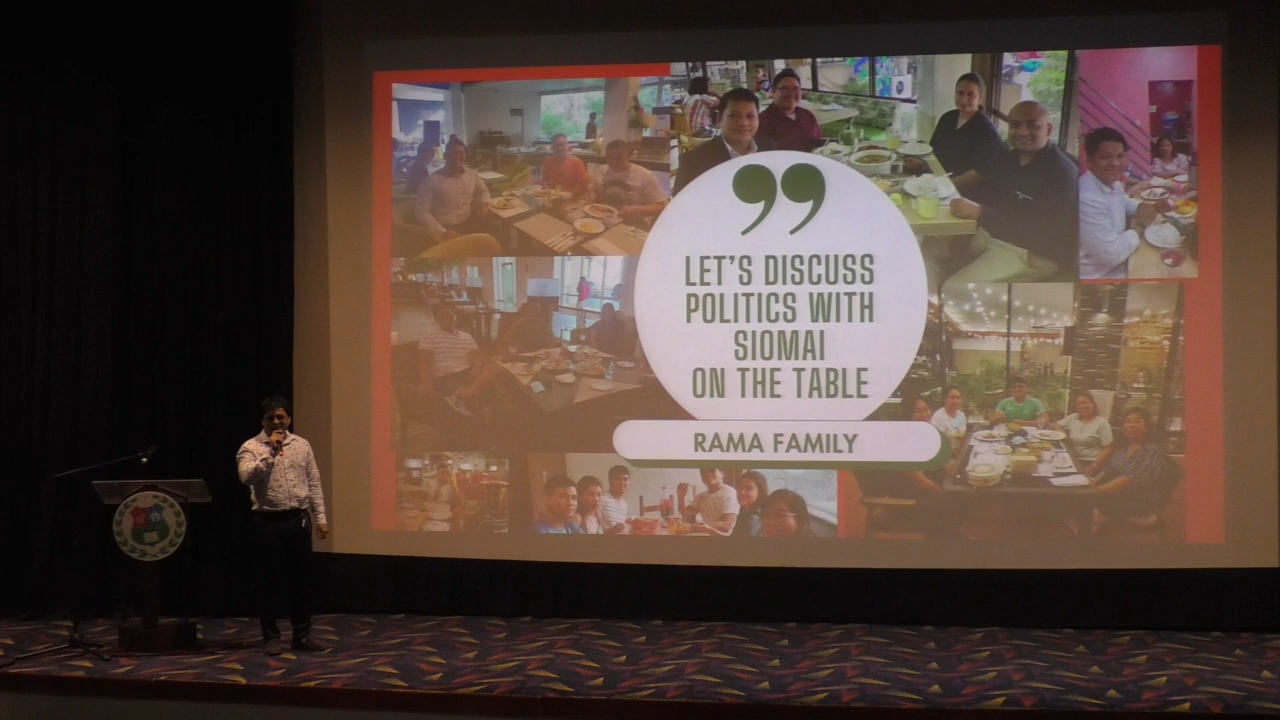 ”
LET’S DISCUSS
POLITICS WITH
SIOMAI
ON THE TABLE
RAMA FAMILY